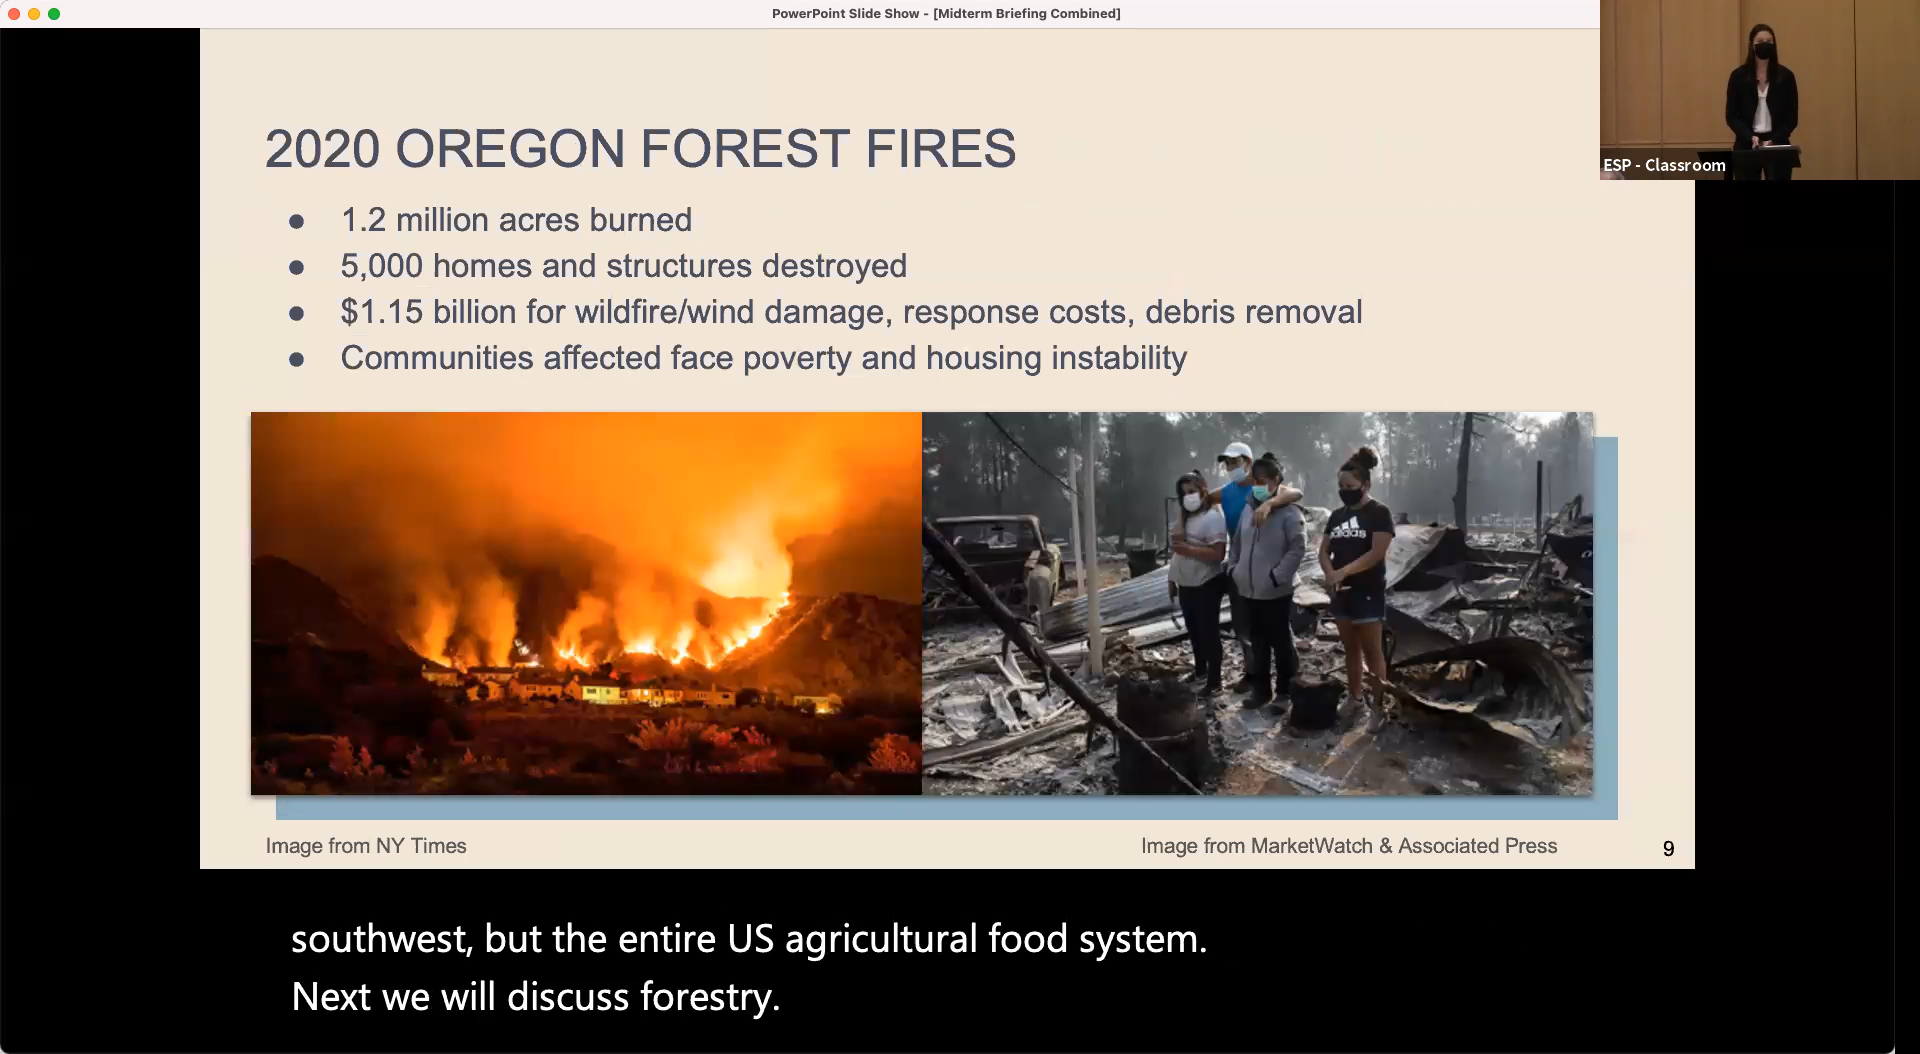 PowerPoint Slide Show - [Midterm Briefing Combined]
ESP - Classroom
2020 OREGON FOREST FIRES
● 1.2 million acres burned
● 5,000 homes and structures destroyed
● $1.15 billion for wildfire/wind damage, response costs, debris removal
● Communities affected face poverty and housing instability
adidas
Image from NY Times
Image from MarketWatch & Associated Press
9
southwest, but the entire US agricultural food system.
Next we will discuss forestry.